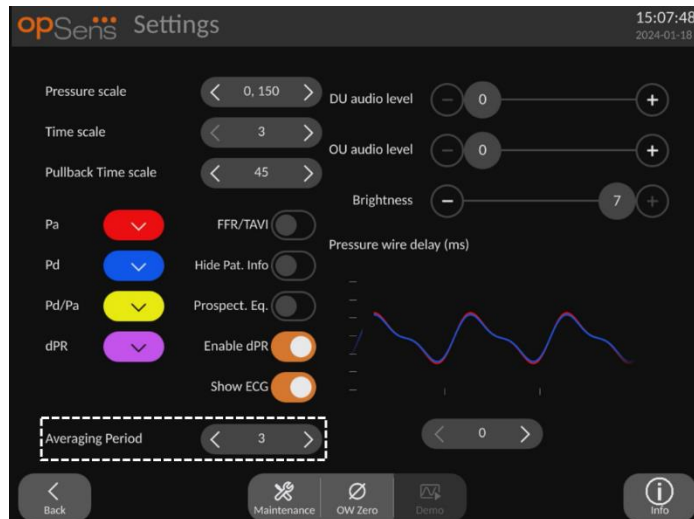 opSens Settings
15:07:48
2024-01-18
Pressure scale
0, 150
Time scale
3
Pullback Time scale
45
DU audio level
0
OU audio level
0
Brightness
7
Pa
Pd
Pd/Pa
dPR
FFR/TAVI
Hide Pat. Info
Prospect. Eq.
Enable dPR
Show ECG
Pressure wire delay (ms)
Averaging Period
3
0
Back
Maintenance
OW Zero
Demo
Info